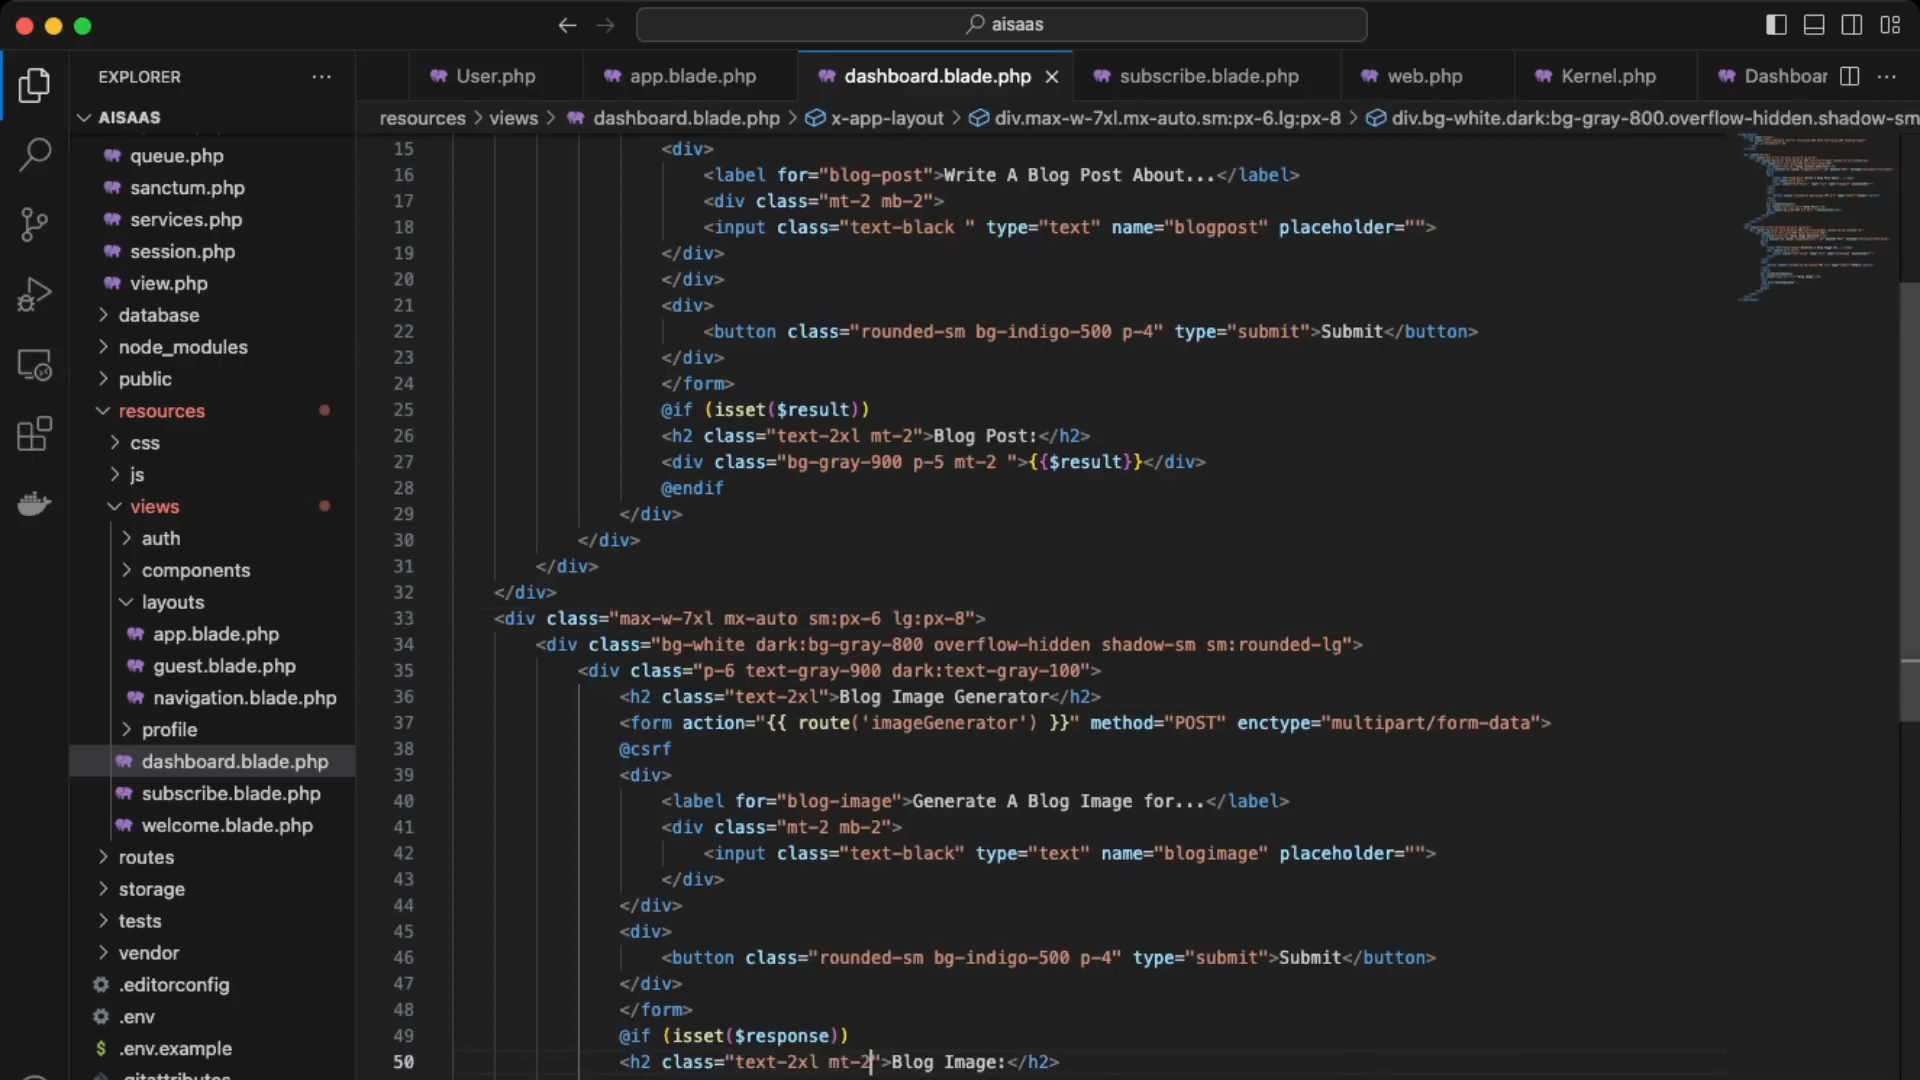 aisaas
EXPLORER
User.php
app.blade.php
dashboard.blade.php
subscribe.blade.php
web.php
Kernel.php
Dashboar
AISAAS
resources > views > dashboard.blade.php > x-app-layout > div.max-w-7xl.mx-auto.sm:px-6.lg:px-8 > div.bg-white.dark:bg-gray-800.overflow-hidden.shadow-sm
queue.php
sanctum.php
services.php
session.php
view.php
database
node_modules
public
resources
css
js
views
auth
components
layouts
app.blade.php
guest.blade.php
navigation.blade.php
profile
dashboard.blade.php
subscribe.blade.php
welcome.blade.php
routes
storage
tests
vendor
.editorconfig
.env
$ .env.example
.gitattributes
15 <div>
16 <label for="blog-post">Write A Blog Post About...</label>
17 <div class="mt-2 mb-2">
18 <input class="text-black " type="text" name="blogpost" placeholder="">
19 </div>
20 </div>
21 <div>
22 <button class="rounded-sm bg-indigo-500 p-4" type="submit">Submit</button>
23 </div>
24 </form>
25 @if (isset($result))
26 <h2 class="text-2xl mt-2">Blog Post:</h2>
27 <div class="bg-gray-900 p-5 mt-2 ">{{$result}}</div>
28 @endif
29 </div>
30 </div>
31 </div>
32 </div>
33 <div class="max-w-7xl mx-auto sm:px-6 lg:px-8">
34 <div class="bg-white dark:bg-gray-800 overflow-hidden shadow-sm sm:rounded-lg">
35 <div class="p-6 text-gray-900 dark:text-gray-100">
36 <h2 class="text-2xl">Blog Image Generator</h2>
37 <form action="{{ route('imageGenerator') }}" method="POST" enctype="multipart/form-data">
38 @csrf
39 <div>
40 <label for="blog-image">Generate A Blog Image for...</label>
41 <div class="mt-2 mb-2">
42 <input class="text-black" type="text" name="blogimage" placeholder="">
43 </div>
44 </div>
45 <div>
46 <button class="rounded-sm bg-indigo-500 p-4" type="submit">Submit</button>
47 </div>
48 </form>
49 @if (isset($response))
50 <h2 class="text-2xl mt-2">Blog Image:</h2>